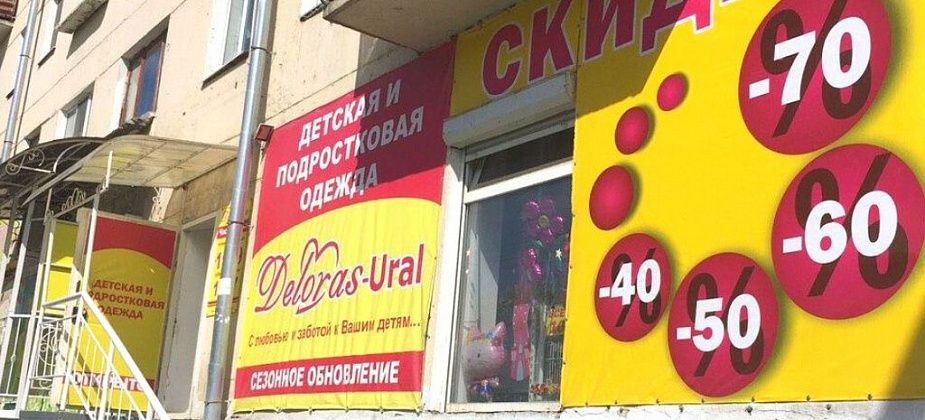 ДЕТСКАЯ И
ПОДРОСТКОВАЯ
ОДЕЖДА
Deloras-Ural
С любовью и заботой к Вашим детям...
СЕЗОННОЕ ОБНОВЛЕНИЕ
ДЕТСКАЯ И
ПОДРОСТКОВАЯ
ОДЕЖДА
СКИД
-70%
-60%
-50%
-40%